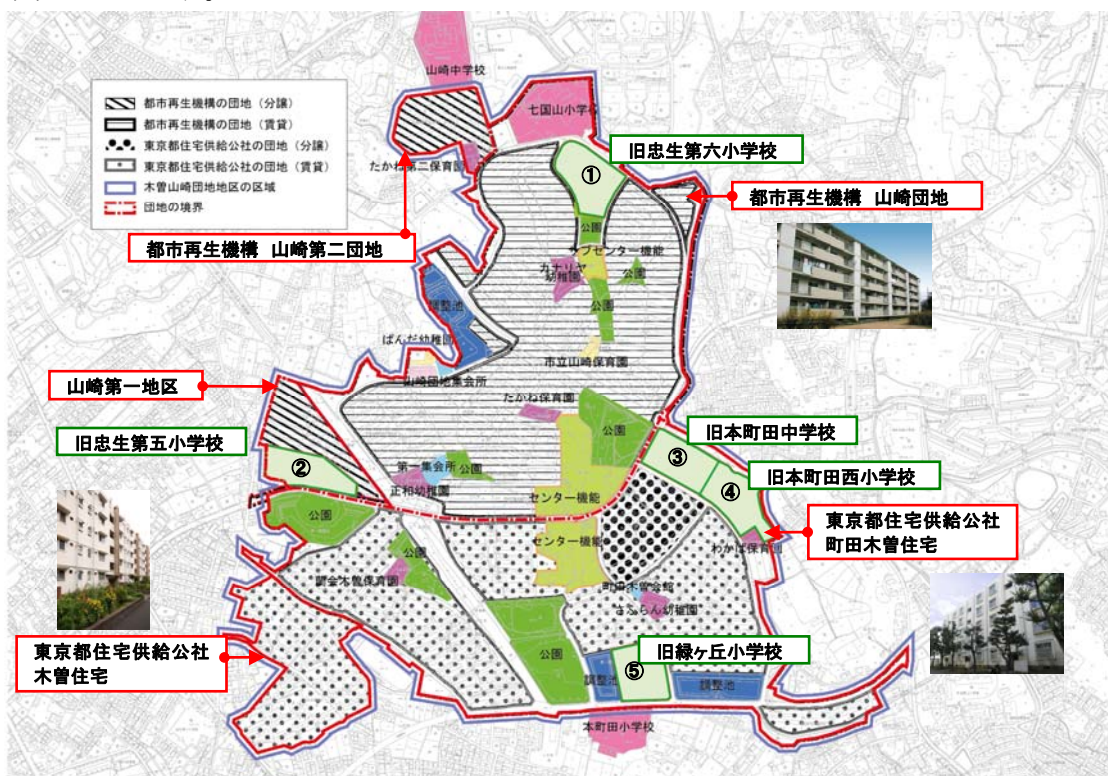 山崎中学校
都市再生機構の団地（分譲）
都市再生機構の団地（賃貸）
東京都住宅供給公社の団地（分譲）
東京都住宅供給公社の団地（賃貸）
木曽山崎団地地区の区域
団地の境界
七国山小学校
たかね第二保育園
旧忠生第六小学校
①
都市再生機構 山崎団地
都市再生機構 山崎第二団地
公園
サブセンター機能
カナリヤ
幼稚園
公園
公園
調整池
ぱんだ幼稚園
市立山崎保育園
山崎団地集会所
山崎第一地区
たかね保育園
旧忠生第五小学校
公園
旧本町田中学校
②
③
旧本町田西小学校
第一集会所
公園
正和幼稚園
センター機能
④
東京都住宅供給公社
町田木曽住宅
公園
センター機能
わかば保育園
公園
町田木曽会館
さふらん幼稚園
東京都住宅供給公社
木曽住宅
公園
旧緑ヶ丘小学校
⑤
調整池
調整池
本町田小学校